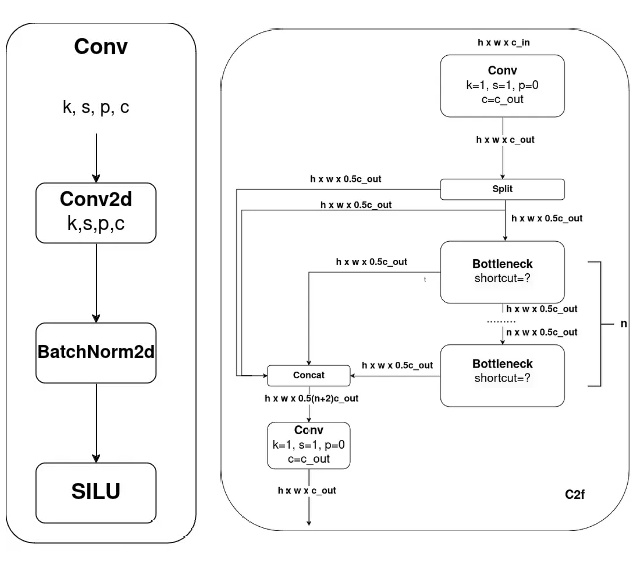 Conv
k, s, p, c
Conv2d
k,s,p,c
BatchNorm2d
SILU
h x w x c_in
Conv
k=1, s=1, p=0
c=c_out
h x w x c_out
Split
h x w x 0.5c_out
h x w x 0.5c_out
h x w x 0.5c_out
Bottleneck
shortcut=?
h x w x 0.5c_out
h x w x 0.5c_out
.........
n x w x 0.5c_out
n
Bottleneck
shortcut=?
h x w x 0.5c_out
Concat
h x w x 0.5(n+2)c_out
Conv
k=1, s=1, p=0
c=c_out
h x w x c_out
C2f